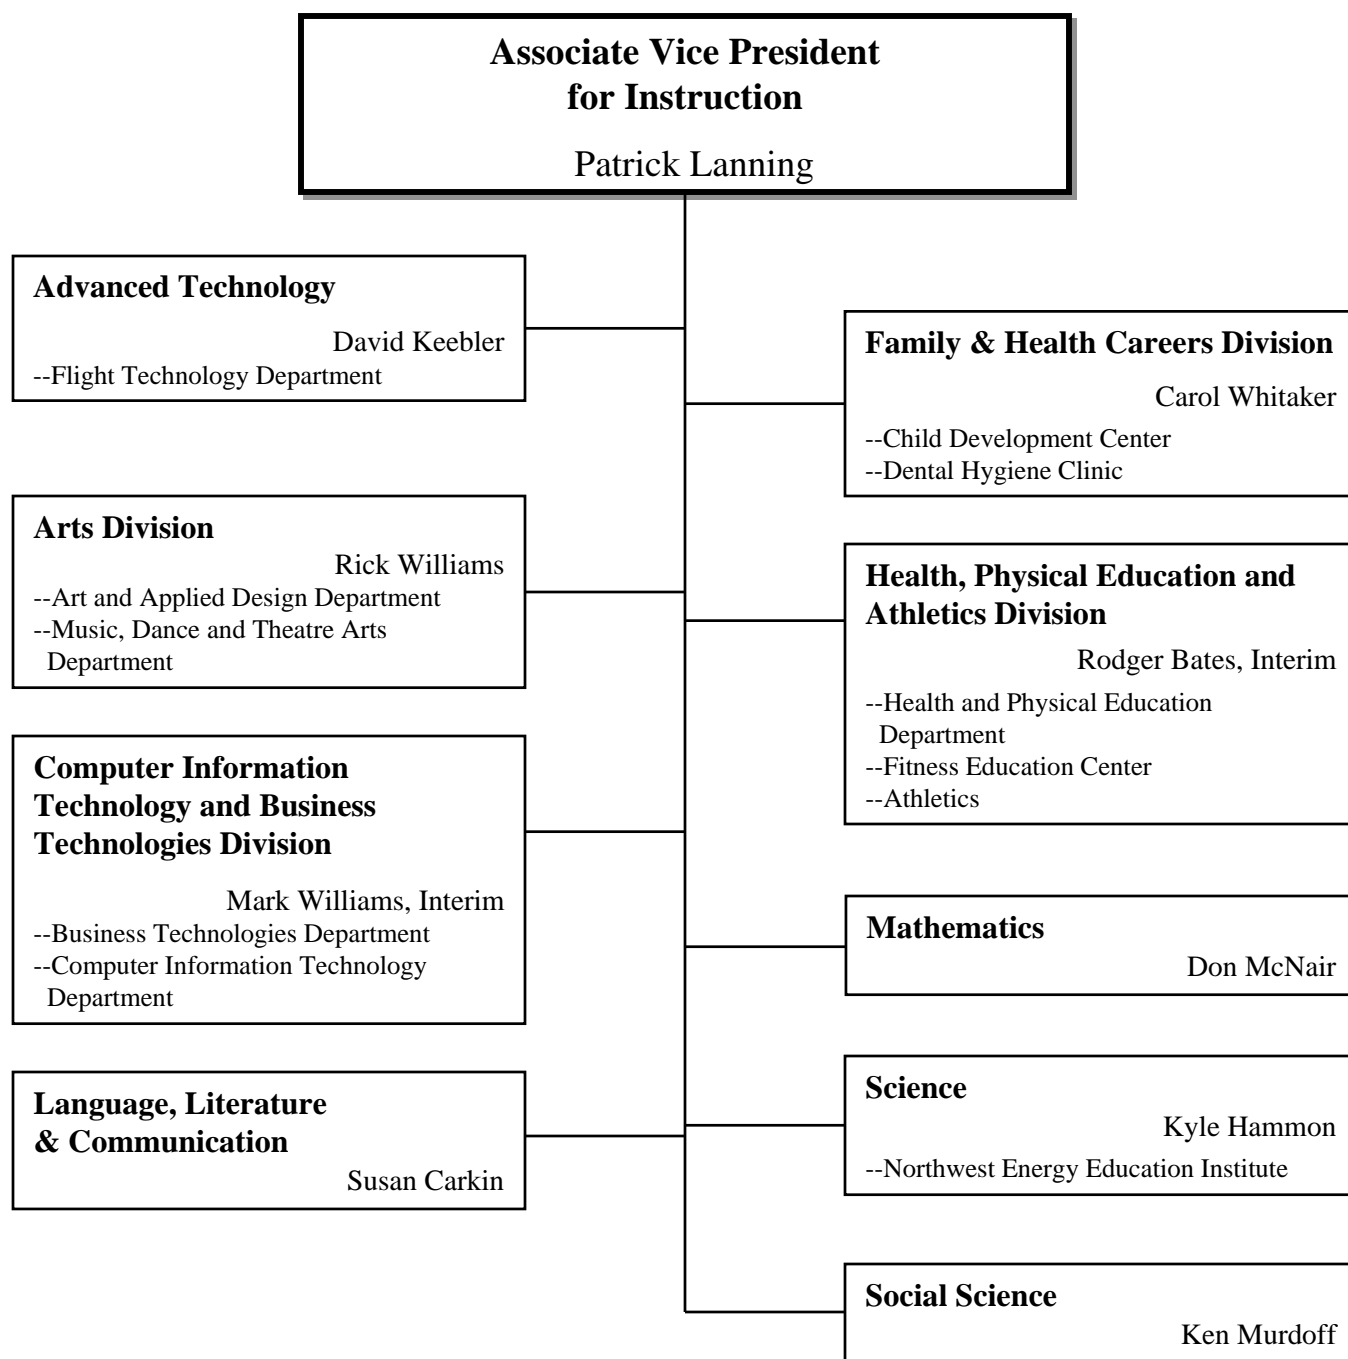 Associate Vice President
for Instruction
Patrick Lanning
Advanced Technology
David Keebler
--Flight Technology Department
Arts Division
Rick Williams
--Art and Applied Design Department
--Music, Dance and Theatre Arts
Department
Computer Information
Technology and Business
Technologies Division
Mark Williams, Interim
--Business Technologies Department
--Computer Information Technology
Department
Language, Literature
& Communication
Susan Carkin
Family & Health Careers Division
Carol Whitaker
--Child Development Center
--Dental Hygiene Clinic
Health, Physical Education and
Athletics Division
Rodger Bates, Interim
--Health and Physical Education
Department
--Fitness Education Center
--Athletics
Mathematics
Don McNair
Science
Kyle Hammon
--Northwest Energy Education Institute
Social Science
Ken Murdoff